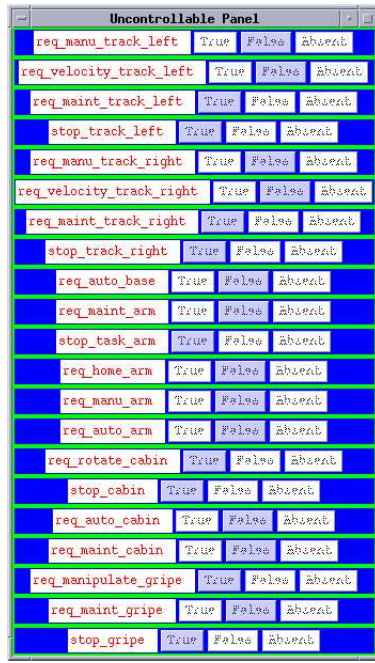 Uncontrollable Panel
req_manu_track_left True False Absent
req_velocity_track_left True False Absent
req_maint_track_left True False Absent
stop_track_left True False Absent
req_manu_track_right True False Absent
req_velocity_track_right True False Absent
req_maint_track_right True False Absent
stop_track_right True False Absent
req_auto_base True False Absent
req_maint_arm True False Absent
stop_task_arm True False Absent
req_home_arm True False Absent
req_manu_arm True False Absent
req_auto_arm True False Absent
req_rotate_cabin True False Absent
stop_cabin True False Absent
req_auto_cabin True False Absent
req_maint_cabin True False Absent
req_manipulate_gripe True False Absent
req_maint_gripe True False Absent
stop_gripe True False Absent